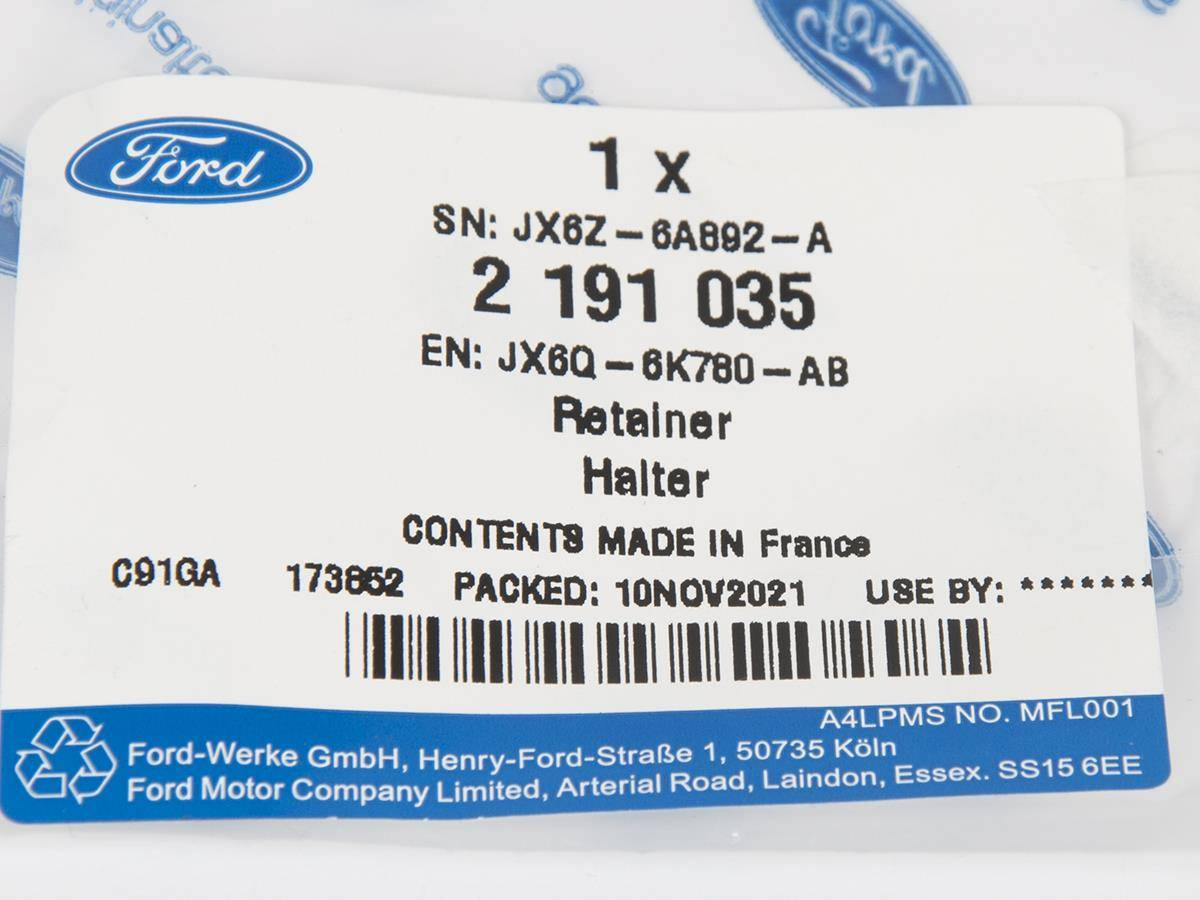 Ford
1 x
SN: JX6Z-6A892-A
2 191 035
EN: JX6Q-6K780-AB
Retainer
Halter
CONTENTS MADE IN France
C91GA 173852 PACKED: 10NOV2021 USE BY: *******
A4LPMS NO. MFL001
Ford-Werke GmbH, Henry-Ford-Straße 1, 50735 Köln
Ford Motor Company Limited, Arterial Road, Laindon, Essex. SS15 6EE